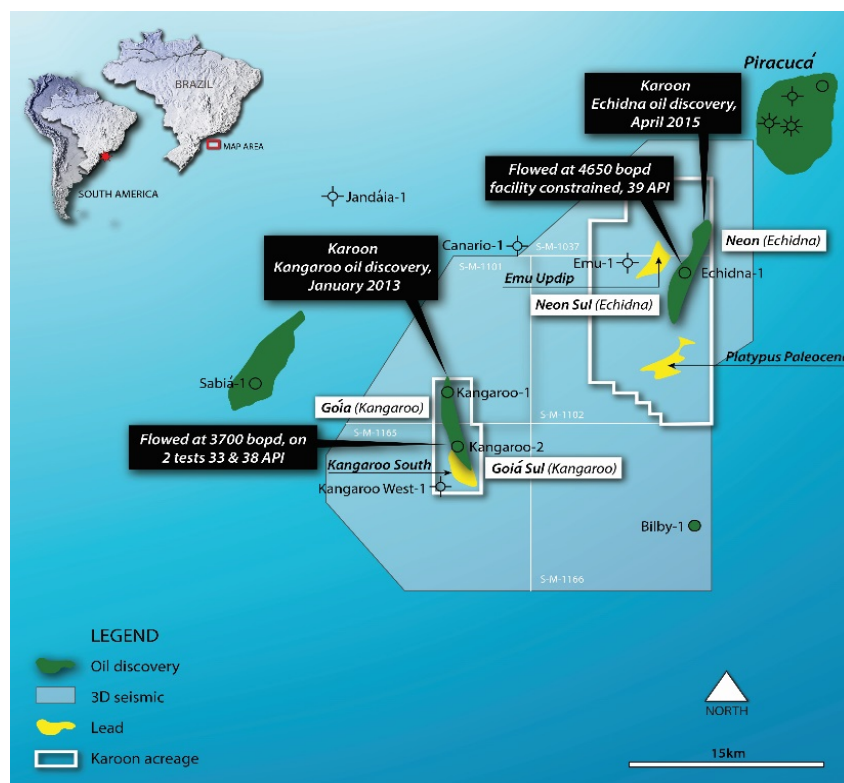 BRAZIL
MAP AREA
SOUTH AMERICA
Piracucá
Karoon
Echidna oil discovery,
April 2015
Flowed at 4650 bopd
facility constrained, 39 API
Jandáia-1
Canario-1
S-M-1037
Neon (Echidna)
Karoon
Kangaroo oil discovery,
January 2013
S-M-1101
Emu-1
Echidna-1
Emu Updip
Neon Sul (Echidna)
Platypus Paleocene
Sabiá-1
Kangaroo-1
Goía (Kangaroo)
S-M-1102
S-M-1165
Flowed at 3700 bopd, on
2 tests 33 & 38 API
Kangaroo-2
Kangaroo South
Goiá Sul (Kangaroo)
Kangaroo West-1
Bilby-1
S-M-1166
LEGEND
Oil discovery
3D seismic
Lead
Karoon acreage
NORTH
15km